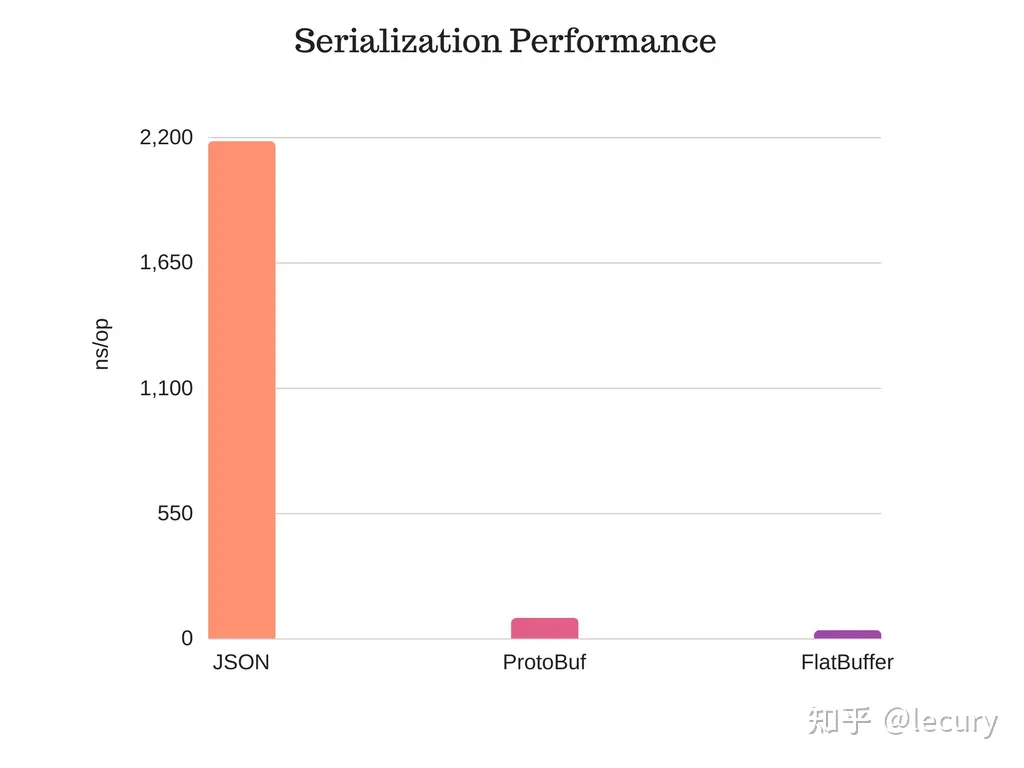 Serialization Performance
2,200
1,650
1,100
550
0
ns/op
JSON ProtoBuf FlatBuffer
知乎 @lecury